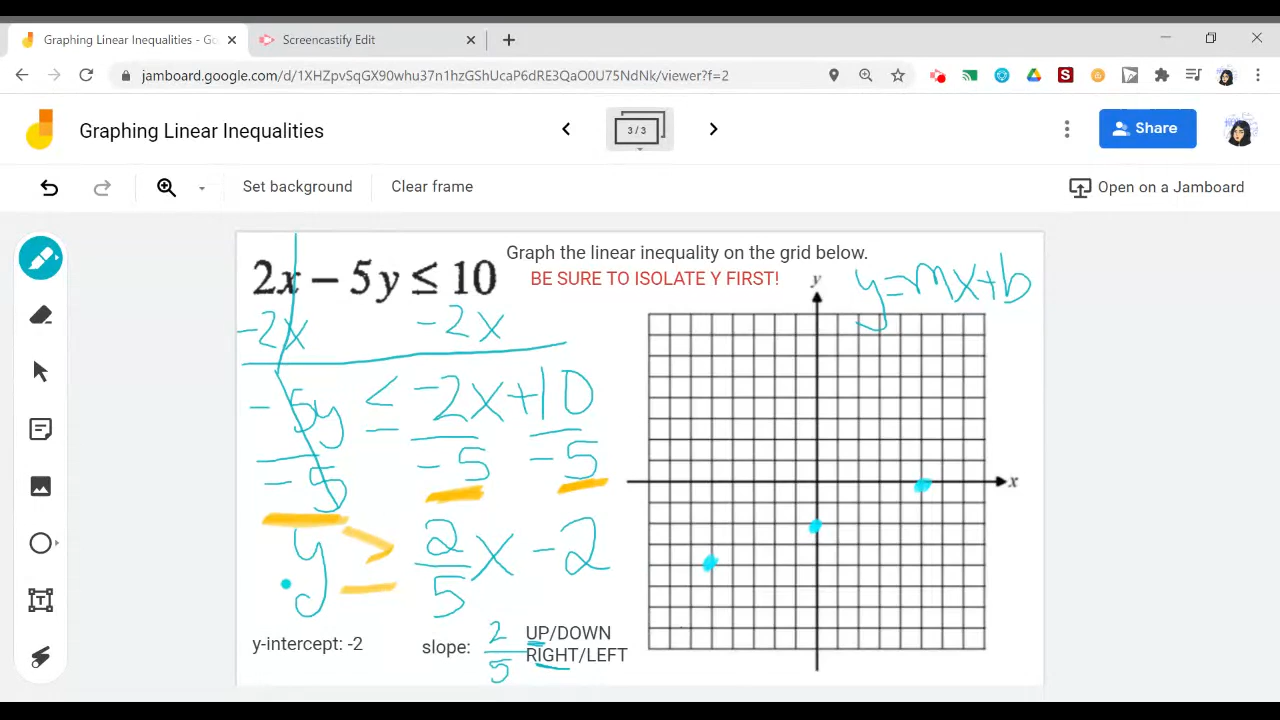 Graphing Linear Inequalities - Go
Screencastify Edit
jamboard.google.com/d/1XHZpvSPtX90whu37n1hzGShUcaP6dRE3QaO0U75NdNk/viewer?f=2
Graphing Linear Inequalities
3 / 3
Share
Set background
Clear frame
Open on a Jamboard
Graph the linear inequality on the grid below.
BE SURE TO ISOLATE Y FIRST!
2x − 5y ≤ 10
y=mx+b
-2x -2x
-5y ≤ -2x+10
-5 -5 -5
y ≥ 2/5 x -2
y-intercept: -2
slope: 2/5
UP/DOWN
RIGHT/LEFT
y
x